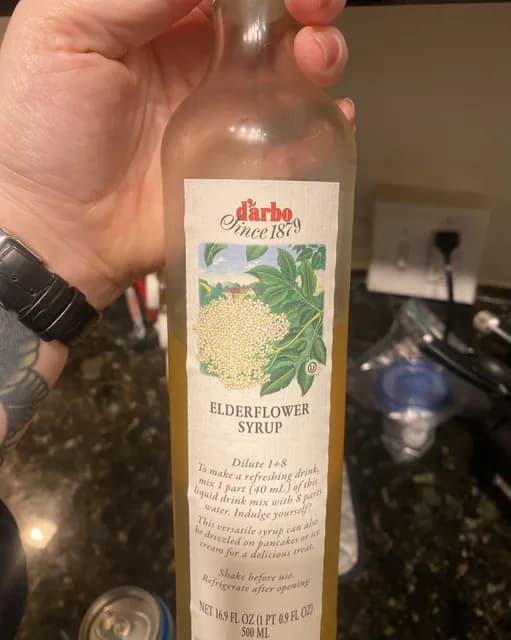 d'arbo
Since 1879
ELDERFLOWER
SYRUP
Dilute 1+8
To make a refreshing drink,
mix 1 part (40 mL) of this
liquid drink mix with 8 parts
water. Indulge yourself!
This versatile syrup can also
be drizzled on pancakes or ice
cream for a delicious treat.
Shake before use.
Refrigerate after opening.
NET 16.9 FL OZ (1 PT 0.9 FL OZ)
500 ML